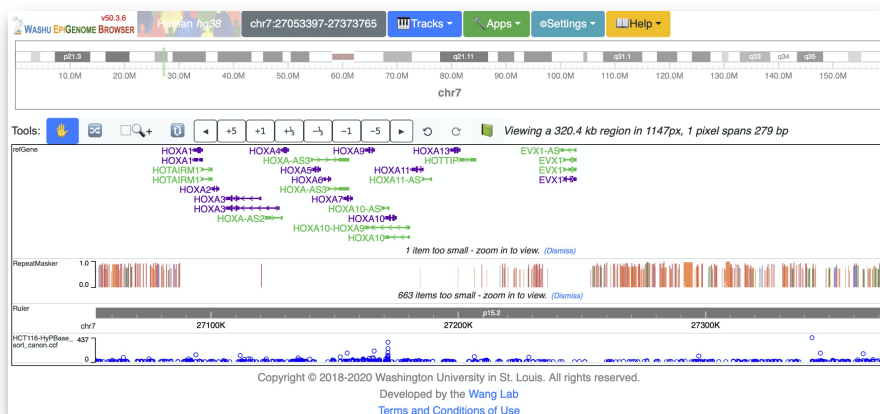 v50.3.6
WASHU EPIGENOME BROWSER
Human hg38
chr7:27053397-27373765
Tracks
Apps
Settings
Help
p21.3 p21.1 q21.11 q31.1 q33 q34 q35
10.0M 20.0M 30.0M 40.0M 50.0M 60.0M 70.0M 80.0M 90.0M 100.0M 110.0M 120.0M 130.0M 140.0M 150.0M
chr7
Tools: +5 +1 +⅓ -⅓ -1 -5 Viewing a 320.4 kb region in 1147px, 1 pixel spans 279 bp
refGene
HOXA1 HOXA4 HOXA9 HOXA13 EVX1-AS
HOXA1 HOXA-AS3 HOTTIP EVX1
HOTAIRM1 HOXA5 HOXA11 EVX1
HOTAIRM1 HOXA6 HOXA11-AS EVX1
HOXA2 HOXA-AS3
HOXA3 HOXA7
HOXA3 HOXA10-AS
HOXA-AS2 HOXA10
HOXA10-HOXA9
HOXA10
1 item too small - zoom in to view. (Dismiss)
RepeatMasker 1.0
0.0
663 items too small - zoom in to view. (Dismiss)
Ruler p15.2
chr7 27100K 27200K 27300K
HCT116-HyPBase_ 437
sort_canon.ccf 0
Copyright © 2018-2020 Washington University in St. Louis. All rights reserved.
Developed by the Wang Lab
Terms and Conditions of Use